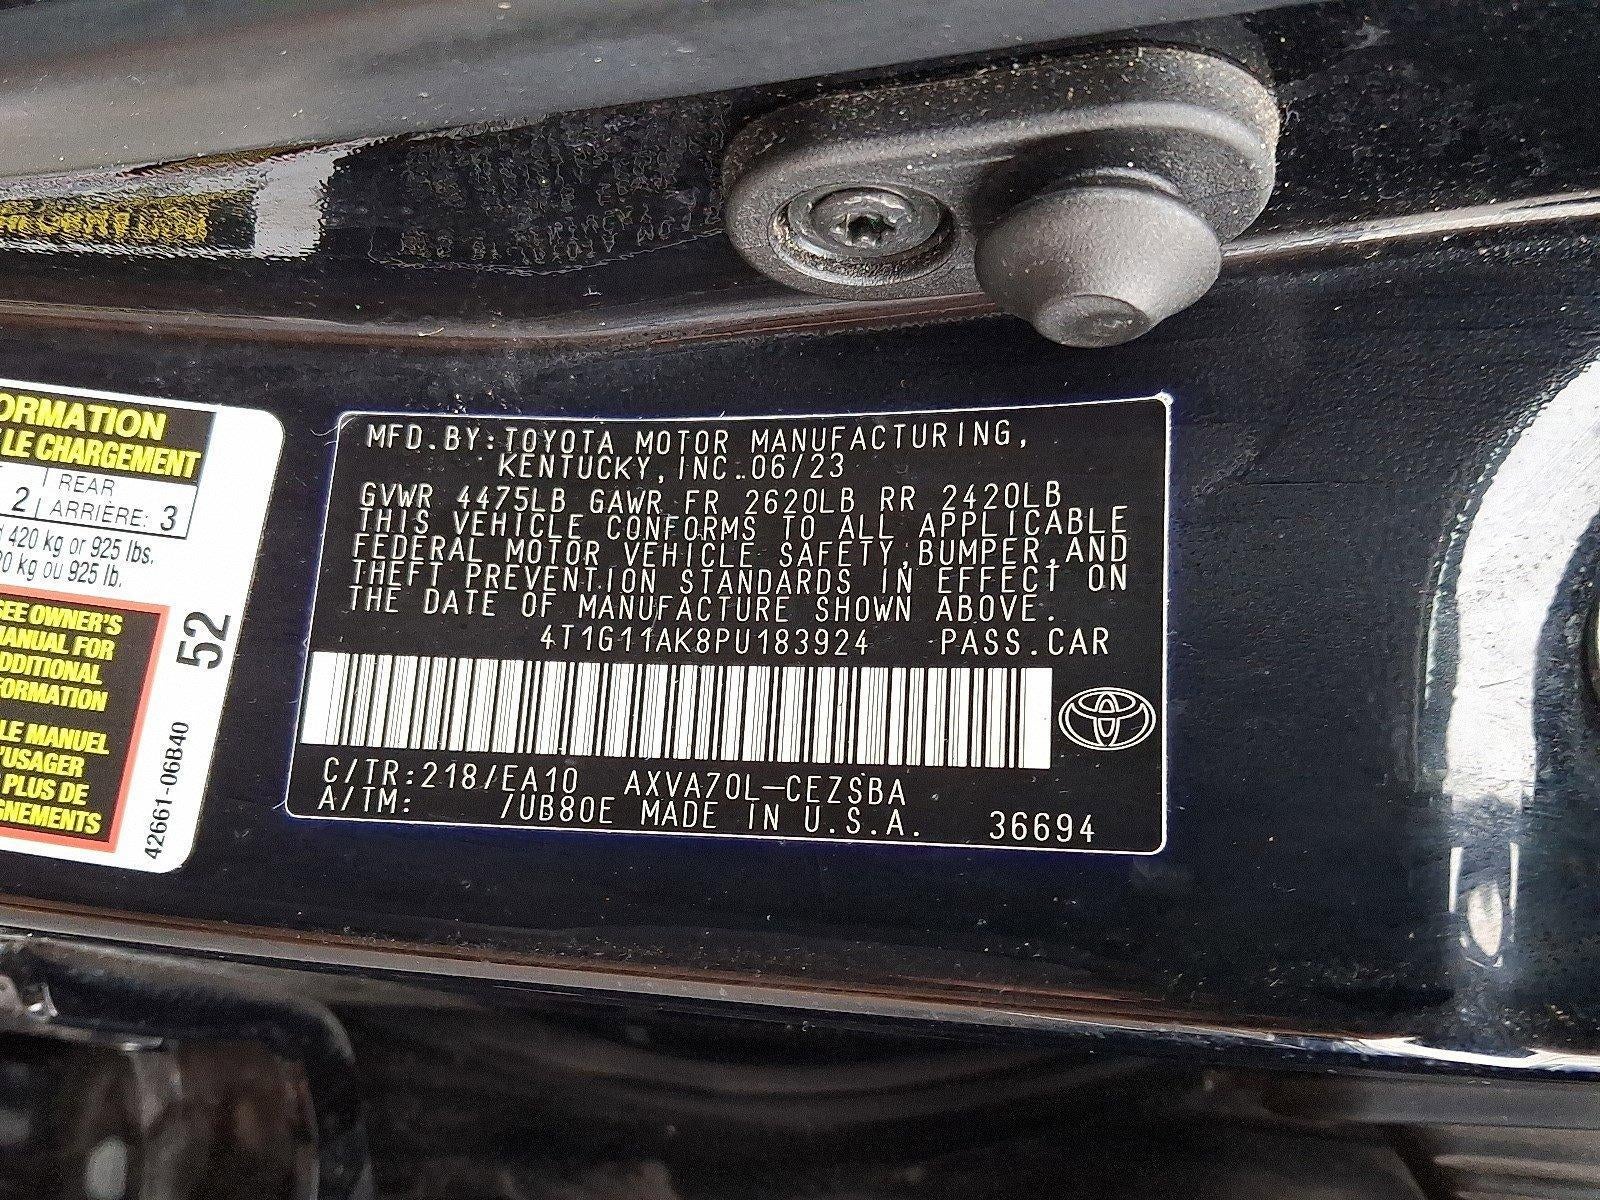 ORMATION
LE CHARGEMENT
2 REAR
ARRIÈRE: 3
420 kg or 925 lbs.
20 kg ou 925 lb.
SEE OWNER'S
MANUAL FOR
ADDITIONAL
FORMATION
LE MANUEL
'USAGER
PLUS DE
GNEMENTS
52
42661-06B40
MFD.BY:TOYOTA MOTOR MANUFACTURING,
KENTUCKY,INC. 06/23
GVWR 4475LB GAWR FR 2620LB RR 2420LB
THIS VEHICLE CONFORMS TO ALL APPLICABLE
FEDERAL MOTOR VEHICLE SAFETY,BUMPER,AND
THEFT PREVENTION STANDARDS IN EFFECT ON
THE DATE OF MANUFACTURE SHOWN ABOVE.
4T1G11AK8PU183924 PASS.CAR
C/TR:218/EA10 AXVA70L-CEZSBA
A/TM: /UB80E MADE IN U.S.A. 36694